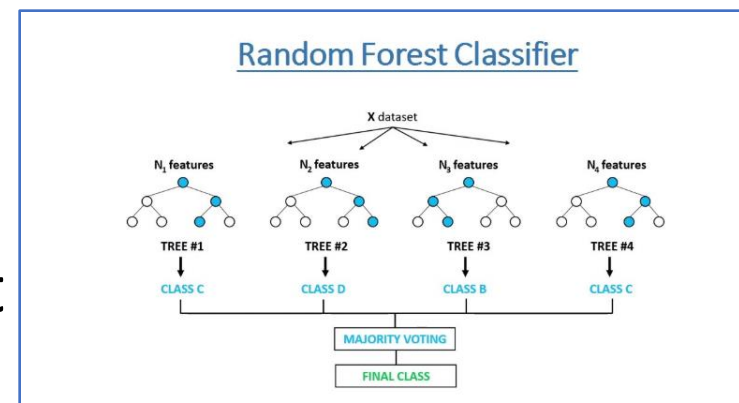 Random Forest Classifier
X dataset
N₁ features N₂ features N₃ features N₄ features
TREE #1 TREE #2 TREE #3 TREE #4
CLASS C CLASS D CLASS B CLASS C
MAJORITY VOTING
FINAL CLASS